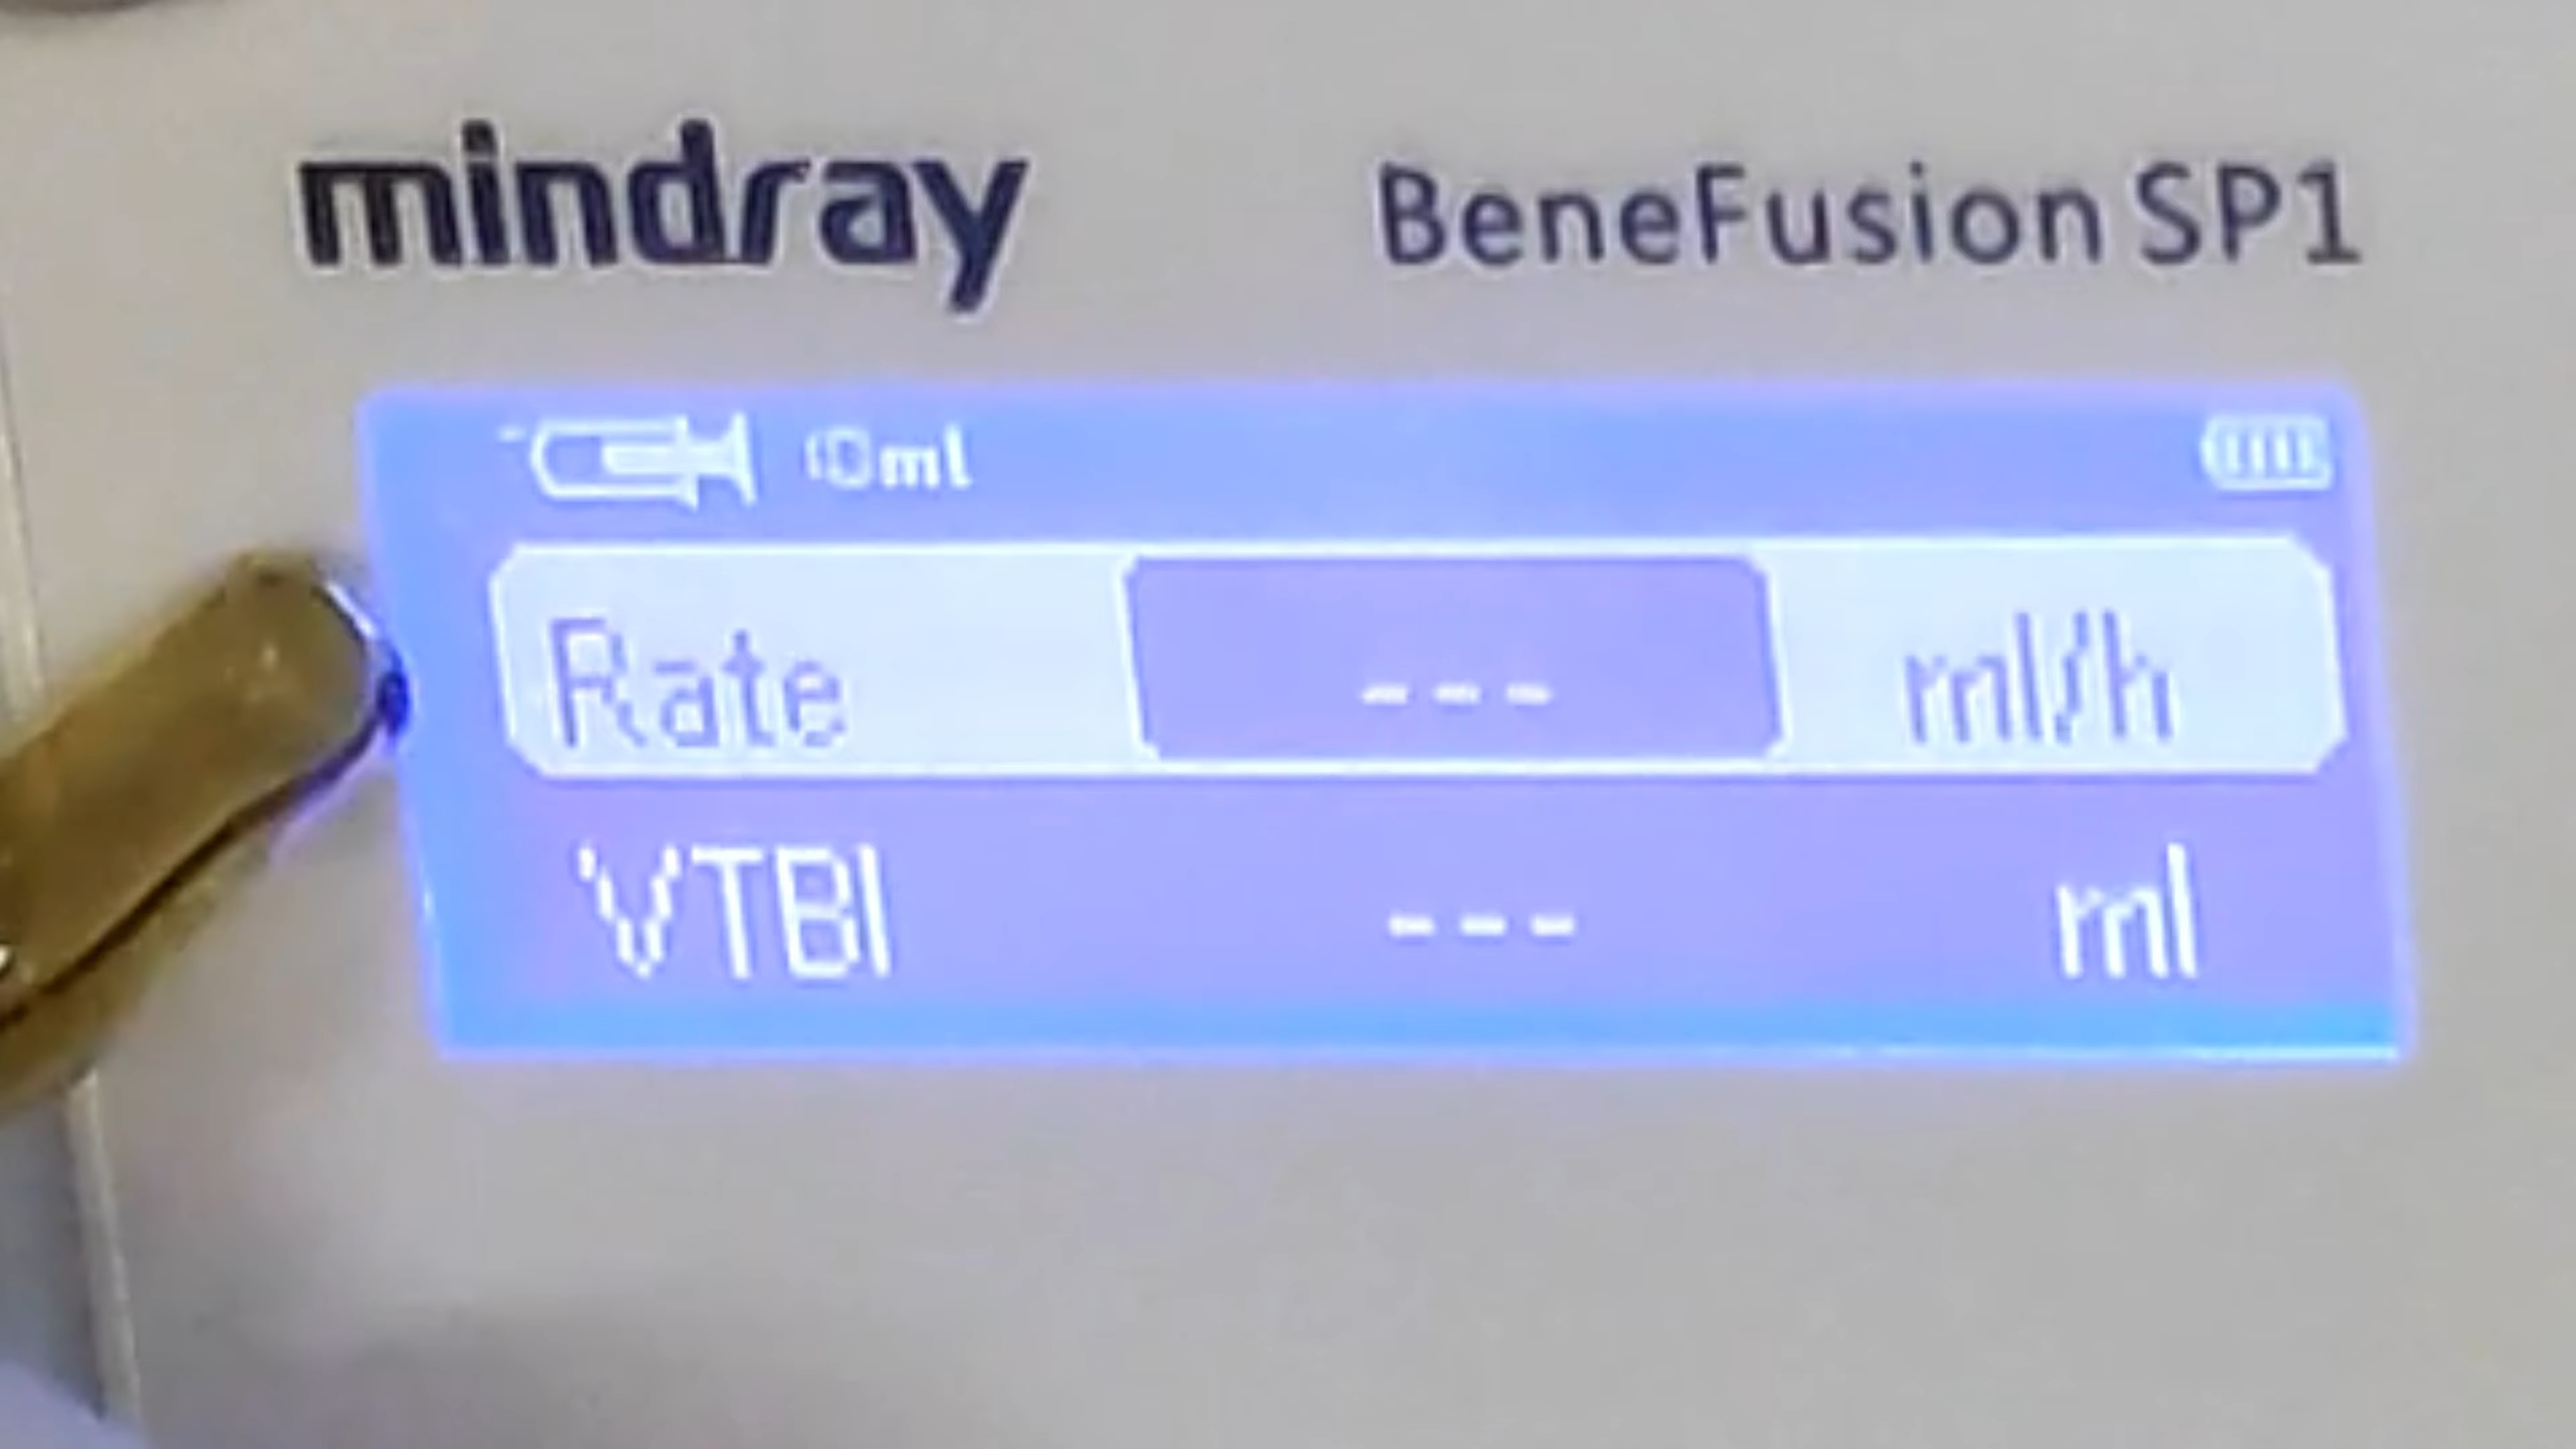 mindray BeneFusion SP1
10ml
Rate --- ml/h
VTBI --- ml